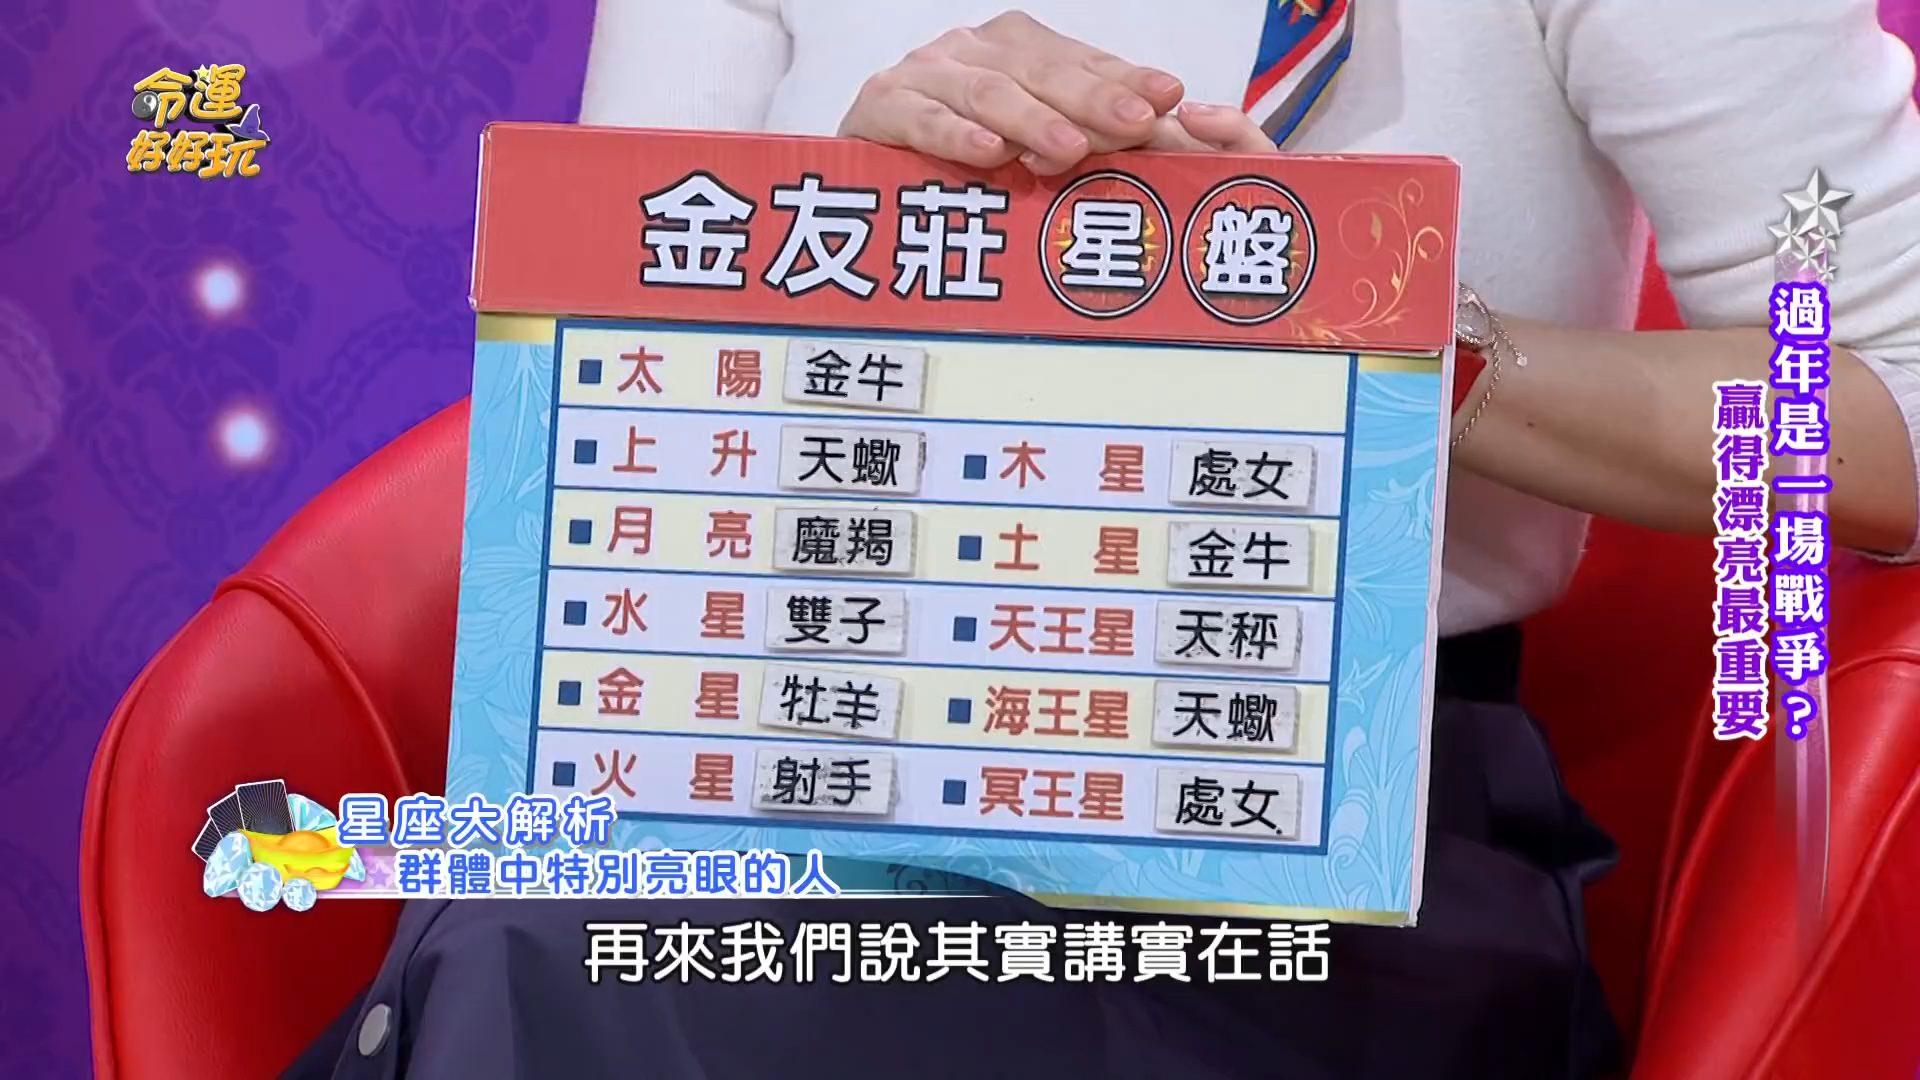 命運
好好玩
金友莊星盤
太陽 金牛
上升 天蠍 木星 處女
月亮 魔羯 土星 金牛
水星 雙子 天王星 天秤
金星 牡羊 海王星 天蠍
火星 射手 冥王星 處女
過年是一場戰爭?
贏得漂亮最重要
星座大解析
群體中特別亮眼的人
再來我們說其實講實在話